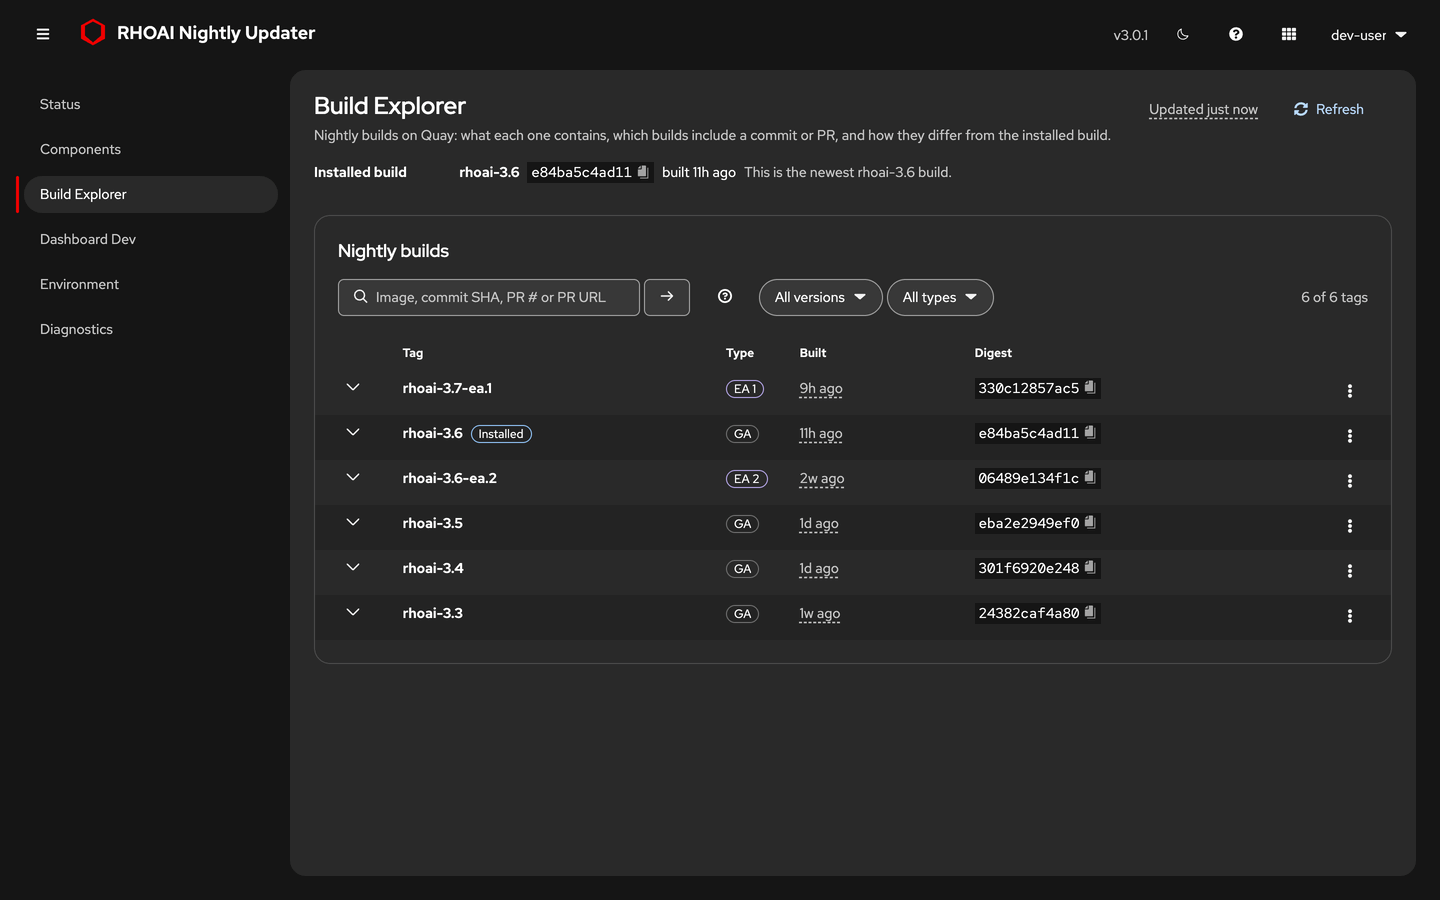 RHOAI Nightly Updater
v3.0.1
dev-user
Status
Components
Build Explorer
Dashboard Dev
Environment
Diagnostics
Build Explorer
Updated just now
Refresh
Nightly builds on Quay: what each one contains, which builds include a commit or PR, and how they differ from the installed build.
Installed build rhoai-3.6 e84ba5c4ad11 built 11h ago This is the newest rhoai-3.6 build.
Nightly builds
Image, commit SHA, PR # or PR URL All versions All types 6 of 6 tags
Tag Type Built Digest
rhoai-3.7-ea.1 EA 1 9h ago 330c12857ac5
rhoai-3.6 Installed GA 11h ago e84ba5c4ad11
rhoai-3.6-ea.2 EA 2 2w ago 06489e134f1c
rhoai-3.5 GA 1d ago eba2e2949ef0
rhoai-3.4 GA 1d ago 301f6920e248
rhoai-3.3 GA 1w ago 24382caf4a80